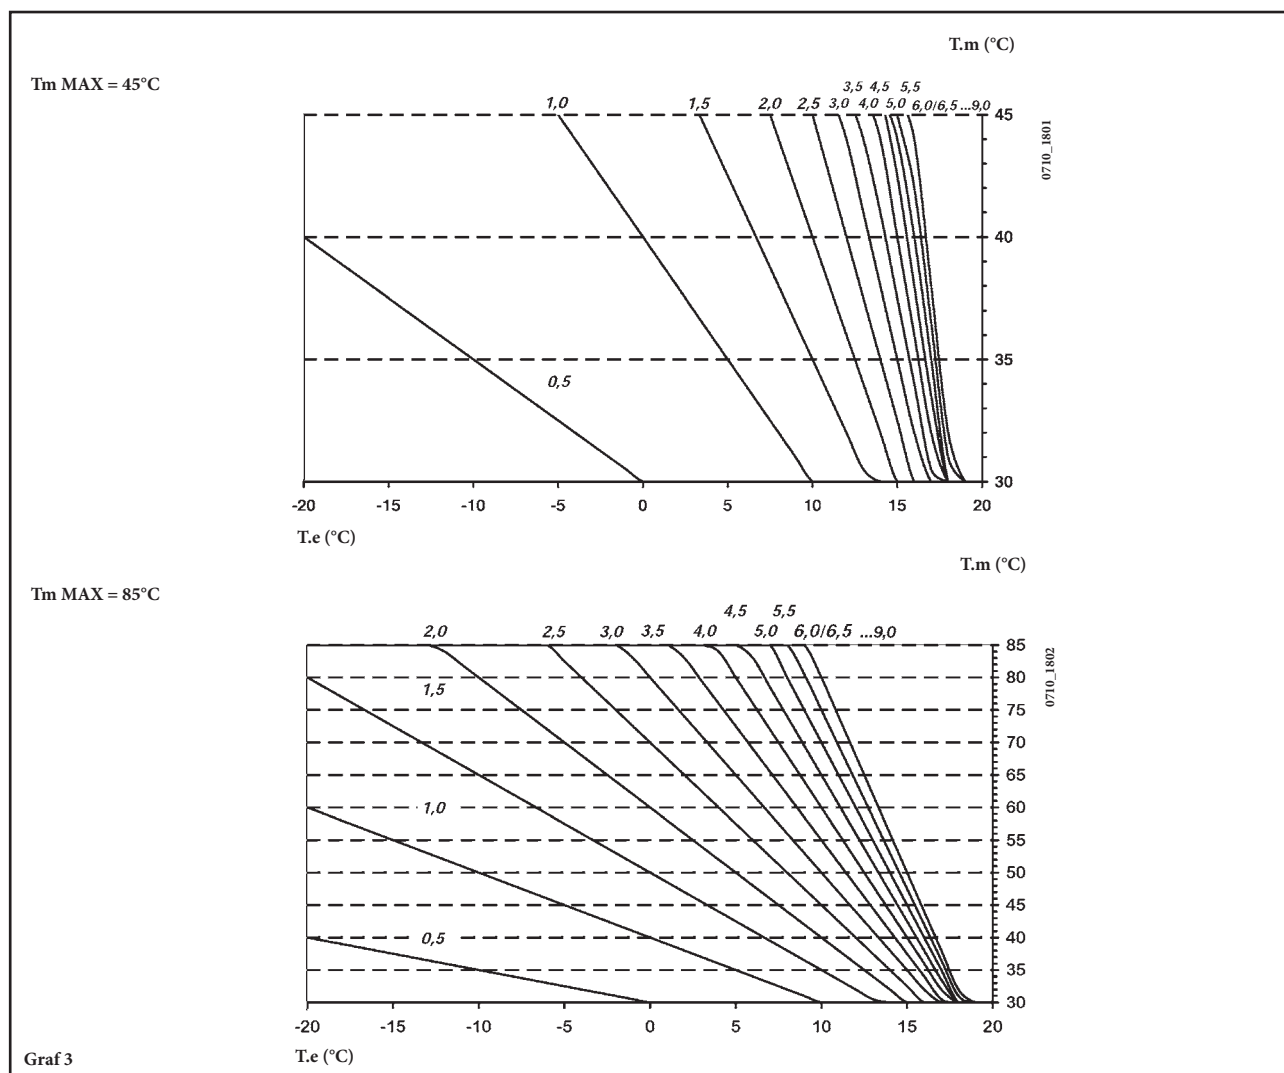 T.m (°C)
Tm MAX = 45°C
3,5 4,5 5,5
1,0 1,5 2,0 2,5 3,0 4,0 5,0 6,0/6,5 ...9,0
45
0710_1801
40
35
0,5
30
-20 -15 -10 -5 0 5 10 15 20
T.e (°C)
T.m (°C)
Tm MAX = 85°C
4,5 5,5
2,0 2,5 3,0 3,5 4,0 5,0 6,0/6,5 ...9,0
85
0710_1802
80
1,5
75
70
65
1,0 60
55
50
45
0,5 40
35
30
-20 -15 -10 -5 0 5 10 15 20
T.e (°C)
Graf 3